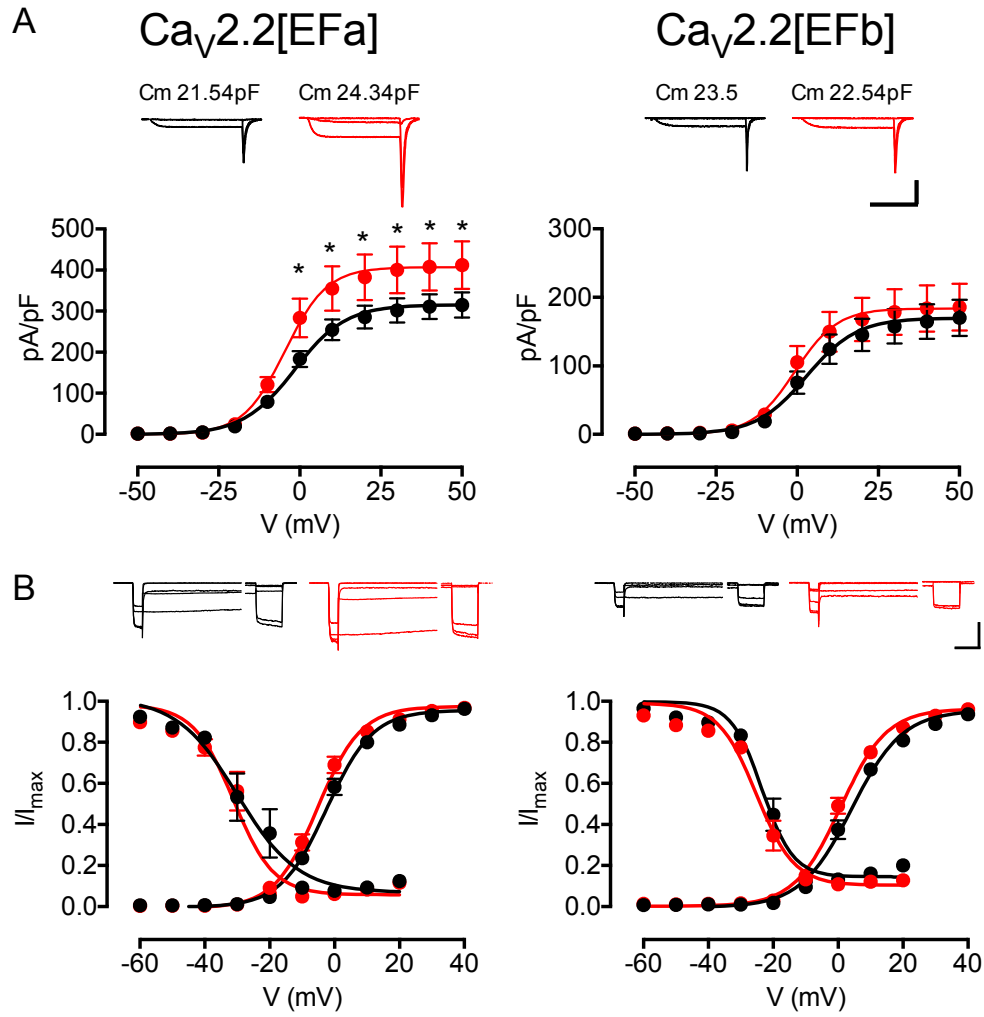 A
CaV2.2[EFa]
CaV2.2[EFb]
Cm 21.54pF
Cm 24.34pF
Cm 23.5
Cm 22.54pF
500
400
300
200
100
0
pA/pF
* * * * * *
-50 -25 0 25 50
V (mV)
300
200
100
0
pA/pF
-50 -25 0 25 50
V (mV)
B
1.0
0.8
0.6
0.4
0.2
0.0
I/Imax
-60 -40 -20 0 20 40
V (mV)
1.0
0.8
0.6
0.4
0.2
0.0
I/Imax
-60 -40 -20 0 20 40
V (mV)